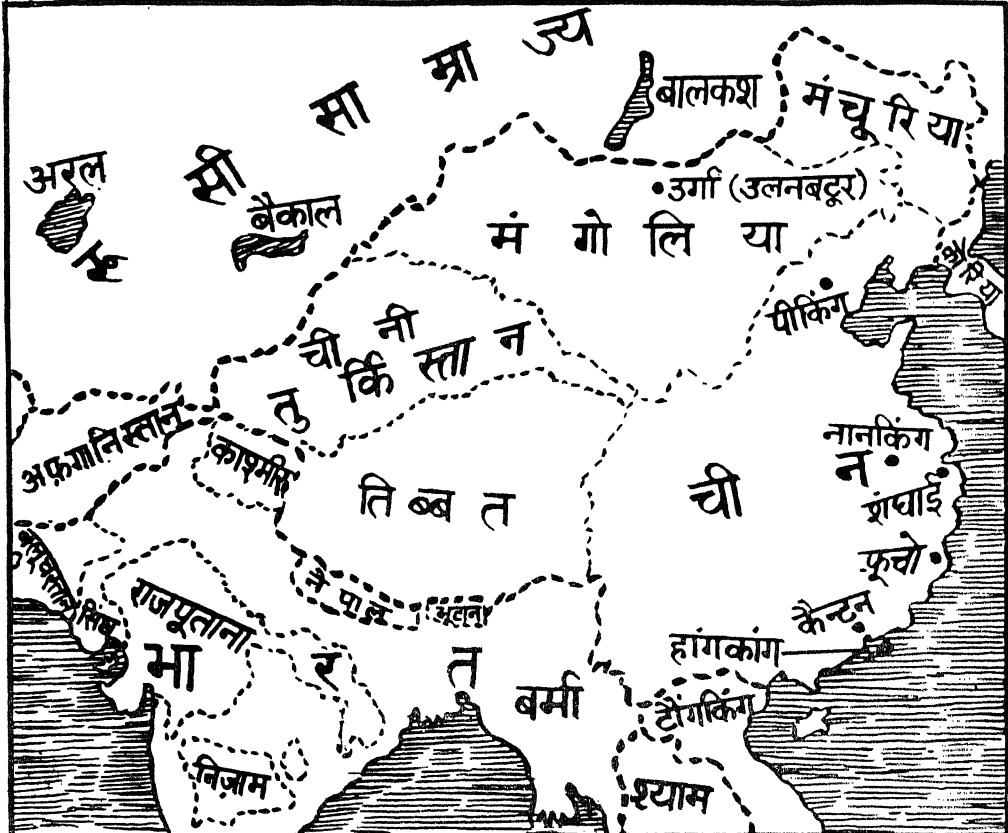 रूसी साम्राज्य
बालकश
मंचूरिया
अरल
बैकाल
उर्गा (उलनबटूर)
मंगोलिया
पीकिंग
चीनी
तुर्किस्तान
अफ़गानिस्तान
काश्मीर
तिब्बत
नानकिंग
चीन
शंघाई
फूचो
नैपाल
भूटान
राजपूताना
सिंध
कैन्टन
हांगकांग
भारत
बर्मा
टौंगकिंग
निज़ाम
श्याम